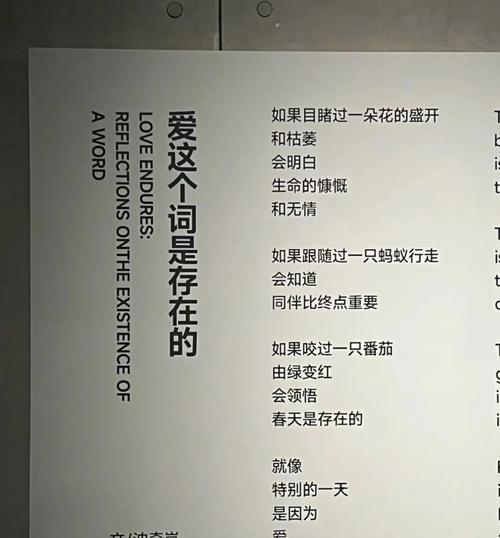 爱这个词是存在的
LOVE ENDURES:
REFLECTIONS ONTHE EXISTENCE OF
A WORD
如果目睹过一朵花的盛开
和枯萎
会明白
生命的慷慨
和无情
如果跟随过一只蚂蚁行走
会知道
同伴比终点重要
如果咬过一只番茄
由绿变红
会领悟
春天是存在的
就像
特别的一天
是因为
爱